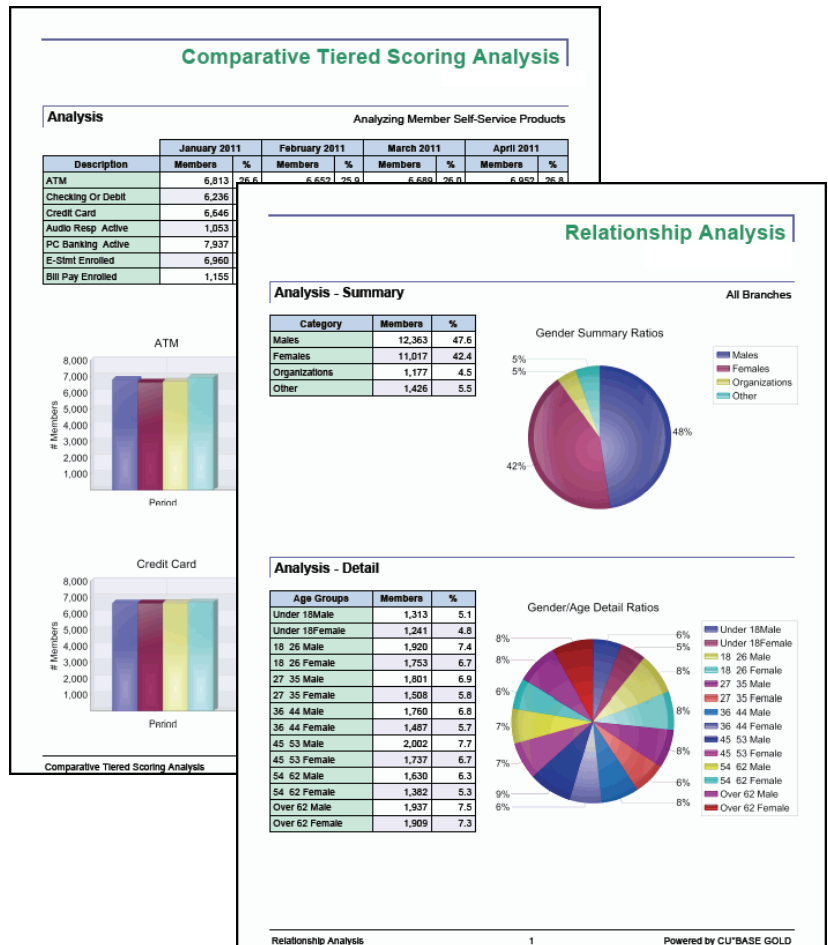 Comparative Tiered Scoring Analysis
Analysis Analyzing Member Self-Service Products
January 2011 February 2011 March 2011 April 2011
Description Members % Members % Members % Members %
ATM 6,813 26.6 6,652 25.9 6,689 26.0 6,952 26.8
Checking Or Debit 6,236
Credit Card 6,646
Audio Resp Active 1,053
PC Banking Active 7,937
E-Stmt Enrolled 6,960
Bill Pay Enrolled 1,155
ATM
8,000
7,000
6,000
5,000
4,000
3,000
2,000
1,000
# Members
Period
Credit Card
8,000
7,000
6,000
5,000
4,000
3,000
2,000
1,000
# Members
Period
Comparative Tiered Scoring Analysis
Relationship Analysis
Analysis - Summary All Branches
Category Members %
Males 12,363 47.6
Females 11,017 42.4
Organizations 1,177 4.5
Other 1,426 5.5
Gender Summary Ratios
5%
5%
48%
42%
Males
Females
Organizations
Other
Analysis - Detail
Age Groups Members %
Under 18Male 1,313 5.1
Under 18Female 1,241 4.8
18 26 Male 1,920 7.4
18 26 Female 1,753 6.7
27 35 Male 1,801 6.9
27 35 Female 1,508 5.8
36 44 Male 1,760 6.8
36 44 Female 1,487 5.7
45 53 Male 2,002 7.7
45 53 Female 1,737 6.7
54 62 Male 1,630 6.3
54 62 Female 1,382 5.3
Over 62 Male 1,937 7.5
Over 62 Female 1,909 7.3
Gender/Age Detail Ratios
6%
5%
8%
8%
8%
6%
8%
6%
9%
7%
7%
6%
8%
8%
Under 18Male
Under 18Female
18 26 Male
18 26 Female
27 35 Male
27 35 Female
36 44 Male
36 44 Female
45 53 Male
45 53 Female
54 62 Male
54 62 Female
Over 62 Male
Over 62 Female
Relationship Analysis 1 Powered by CU*BASE GOLD